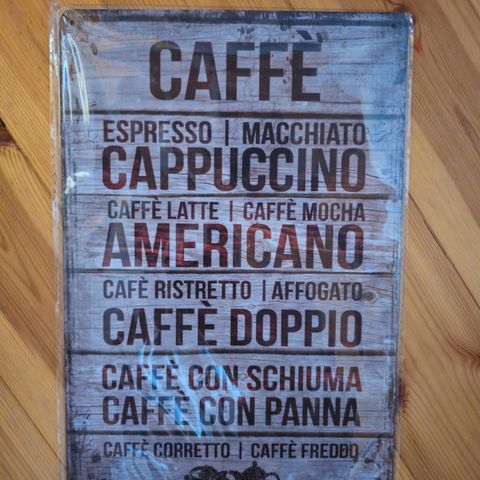 CAFFÈ
ESPRESSO | MACCHIATO
CAPPUCCINO
CAFFÈ LATTE | CAFFÈ MOCHA
AMERICANO
CAFÈ RISTRETTO | AFFOGATO
CAFFÈ DOPPIO
CAFFÈ CON SCHIUMA
CAFFÈ CON PANNA
CAFFÈ CORRETTO | CAFFÈ FREDDO